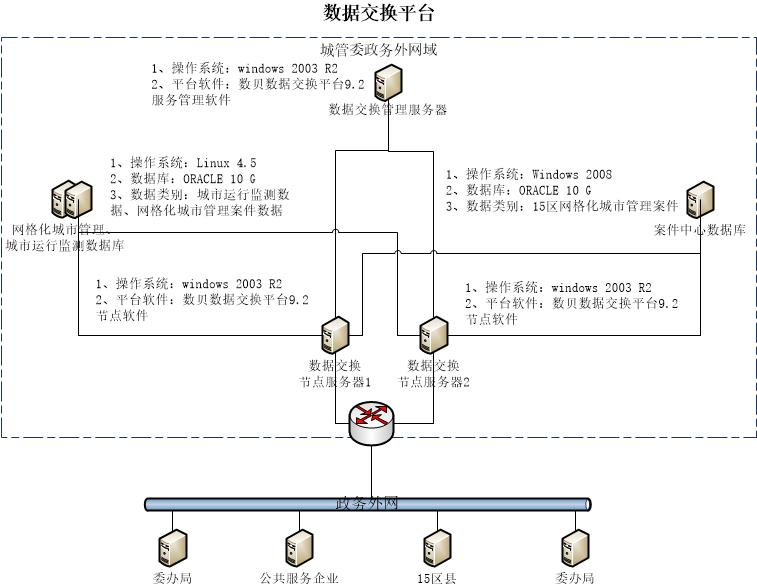 数据交换平台
城管委政务外网域
1、操作系统：windows 2003 R2
2、平台软件：数贝数据交换平台9.2
服务管理软件
数据交换管理服务器
1、操作系统：Linux 4.5
2、数据库：ORACLE 10 G
3、数据类别：城市运行监测数
据、网格化城市管理案件数据
网格化城市管理、
城市运行监测数据库
1、操作系统：Windows 2008
2、数据库：ORACLE 10 G
3、数据类别：15区网格化城市管理案件
案件中心数据库
1、操作系统：windows 2003 R2
2、平台软件：数贝数据交换平台9.2
节点软件
1、操作系统：windows 2003 R2
2、平台软件：数贝数据交换平台9.2
节点软件
数据交换
节点服务器1
数据交换
节点服务器2
政务外网
委办局
公共服务企业
15区县
委办局